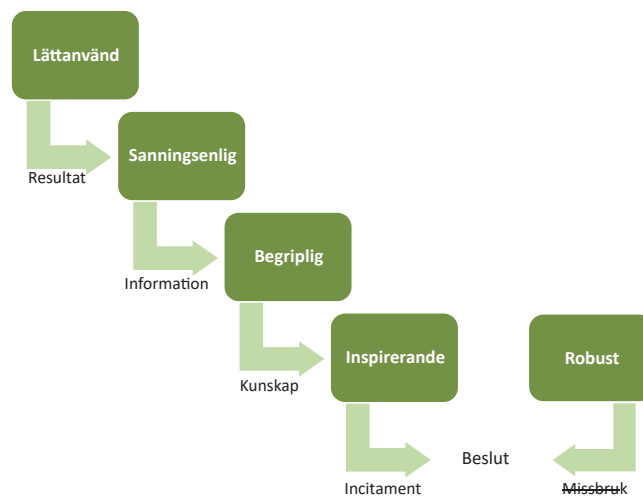 Lättanvänd
Resultat
Sanningsenlig
Information
Begriplig
Kunskap
Inspirerande
Robust
Incitament
Beslut
Missbruk